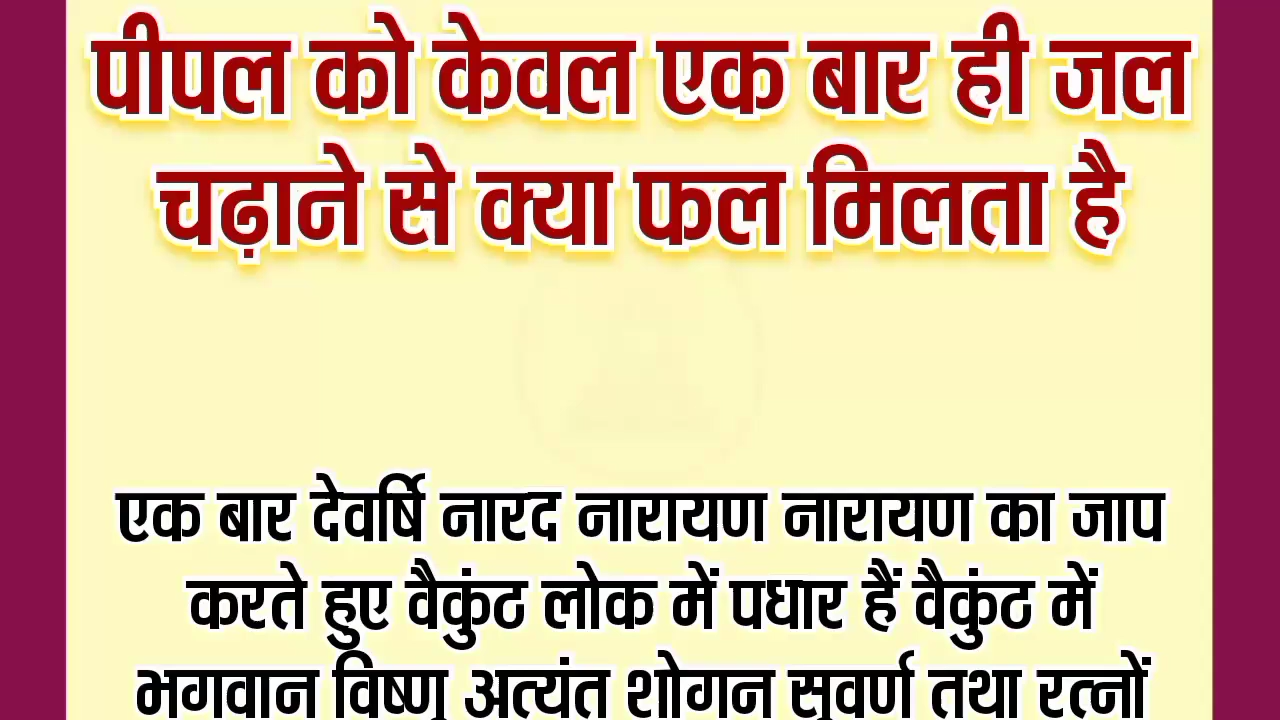 पीपल को केवल एक बार ही जल
चढ़ाने से क्या फल मिलता है
एक बार देवर्षि नारद नारायण नारायण का जाप
करते हुए वैकुंठ लोक में पधार हैं वैकुंठ में
भगवान विष्णु अत्यंत शोगन सुवर्ण तथा रत्नों